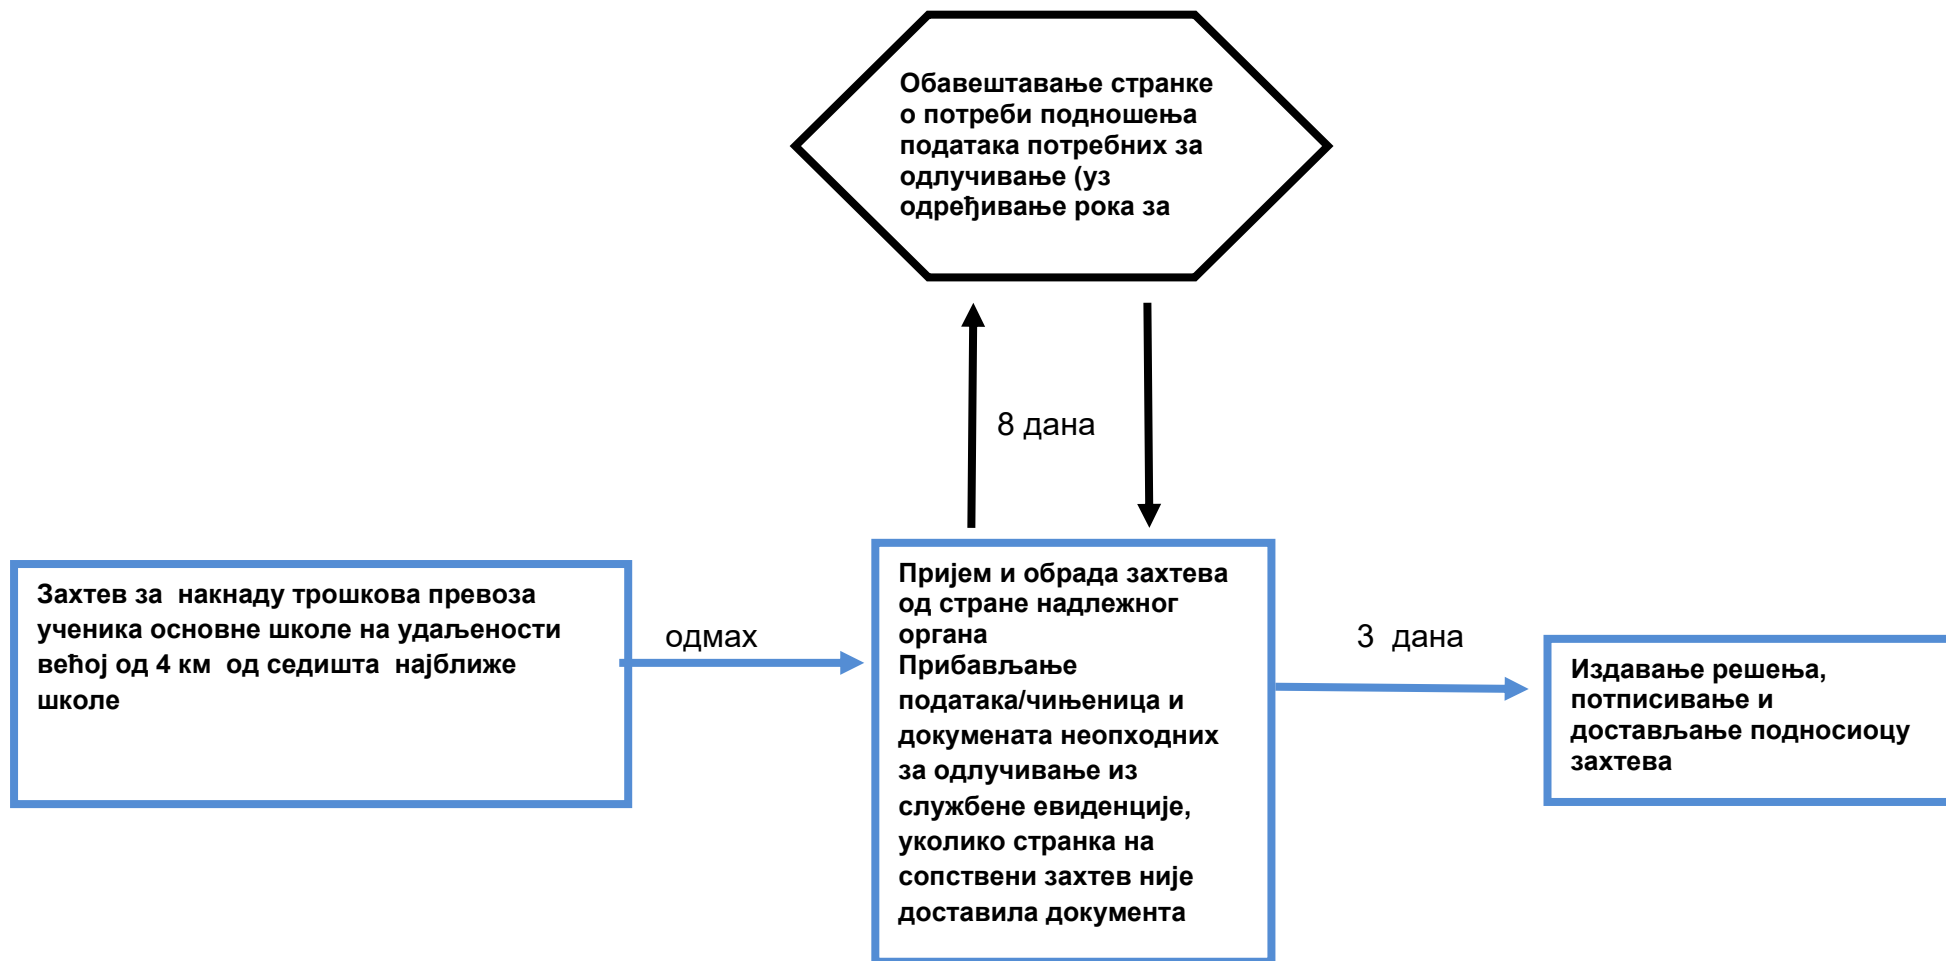 Обавештавање странке
о потреби подношења
података потребних за
одлучивање (уз
одређивање рока за
8 дана
Захтев за  накнаду трошкова превоза
ученика основне школе на удаљености
већој од 4 км  од седишта  најближе
школе
одмах
Пријем и обрада захтева
од стране надлежног
органа
Прибављање
података/чињеница и
докумената неопходних
за одлучивање из
службене евиденције,
уколико странка на
сопствени захтев није
доставила документа
3  дана
Издавање решења,
потписивање и
достављање подносиоцу
захтева